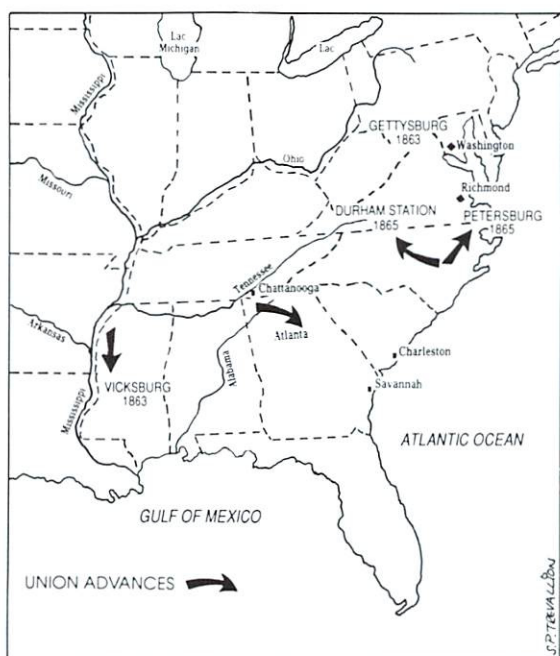 Lac
Michigan
Lac
Mississippi
GETTYSBURG
1863
Washington
Ohio
Missouri
Richmond
DURHAM STATION
1865
PETERSBURG
1865
Tennessee
Chattanooga
Arkansas
Atlanta
Alabama
Charleston
VICKSBURG
1863
Savannah
Mississippi
ATLANTIC OCEAN
GULF OF MEXICO
UNION ADVANCES